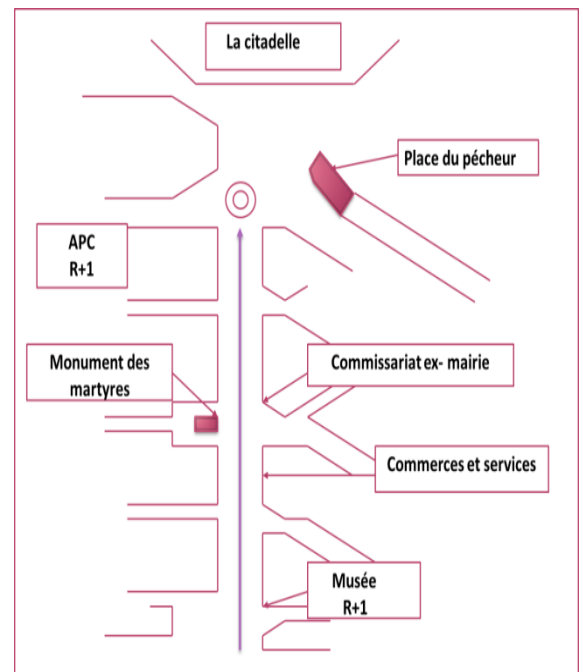 La citadelle
Place du pécheur
APC
R+1
Monument des
martyres
Commissariat ex- mairie
Commerces et services
Musée
R+1